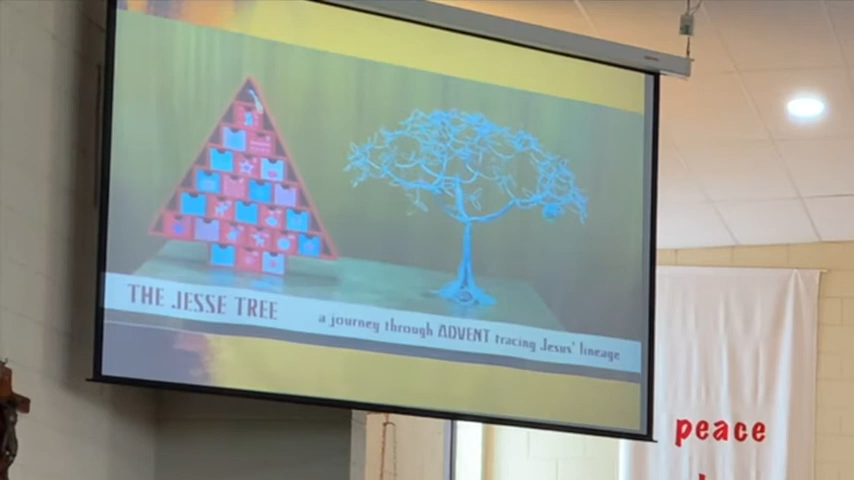 THE JESSE TREE
a journey through ADVENT tracing Jesus' lineage
peace